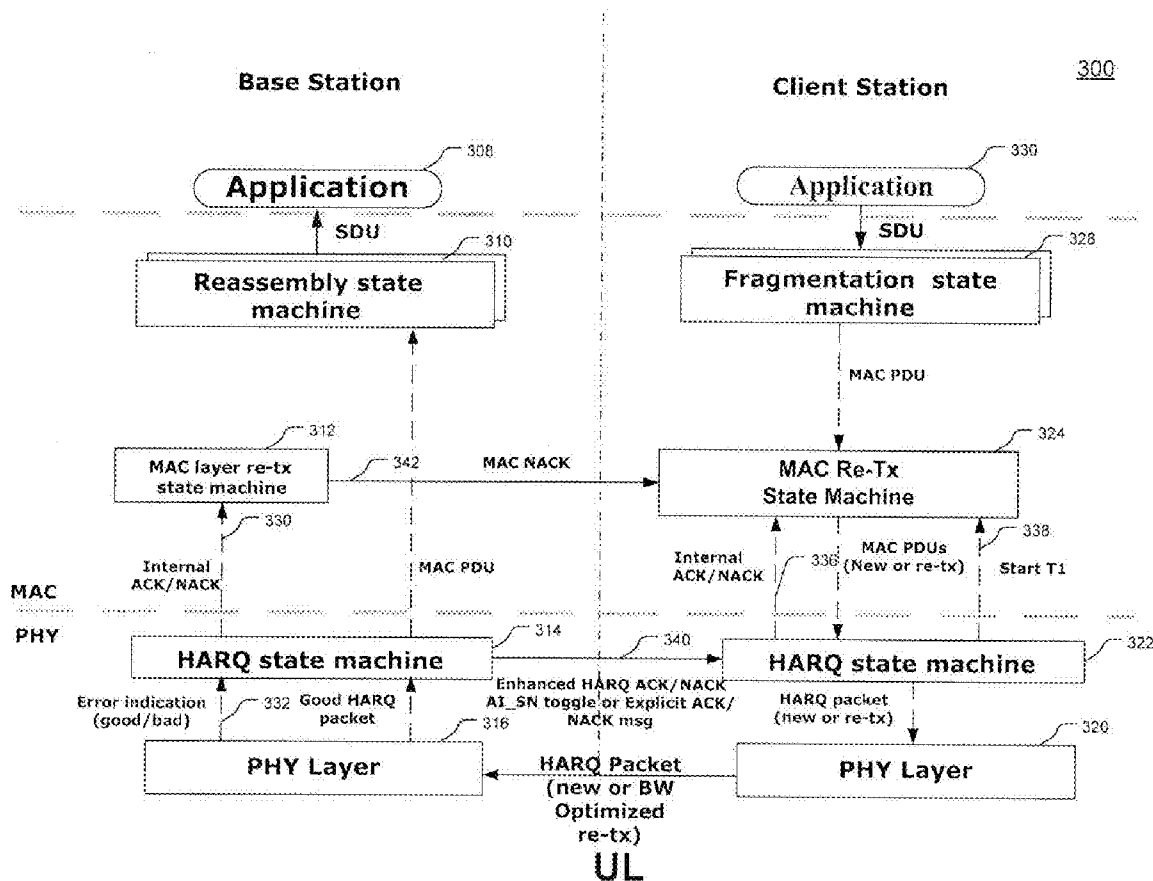 Base Station
Client Station
300
308
330
Application
Application
SDU
310
SDU
328
Reassembly state
machine
Fragmentation state
machine
MAC PDU
312
324
MAC layer re-tx
state machine
342
MAC NACK
MAC Re-Tx
State Machine
330
338
Internal
ACK/NACK
MAC PDU
Internal
ACK/NACK
336
MAC PDUs
(New or re-tx)
Start T1
MAC
PHY
314
340
HARQ state machine
HARQ state machine
322
Error indication
(good/bad)
332
Good HARQ
packet
Enhanced HARQ ACK/NACK
AI_SN toggle or Explicit ACK/
NACK msg
HARQ packet
(new or re-tx)
316
320
PHY Layer
HARQ Packet
(new or BW
Optimized
re-tx)
PHY Layer
UL